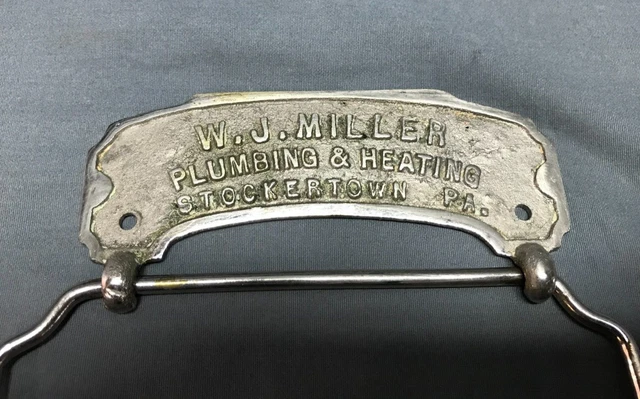 W.J.MILLER
PLUMBING & HEATING
STOCKERTOWN PA.